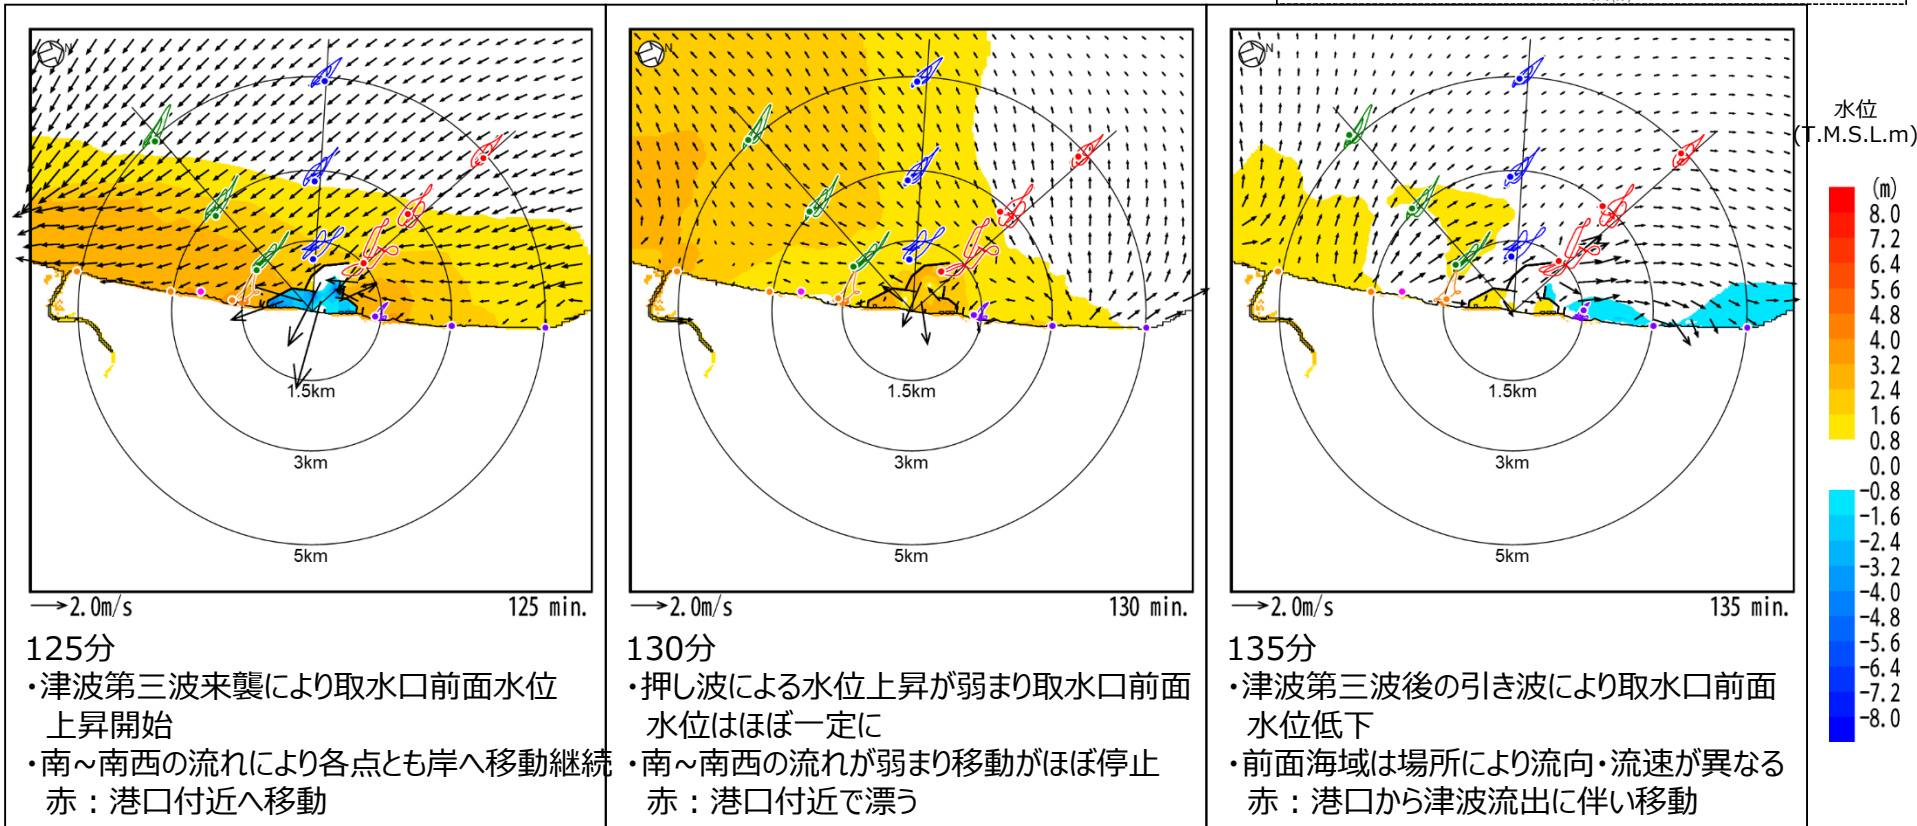 N
1.5km
3km
5km
2.0m/s
125 min.
125分
・津波第三波来襲により取水口前面水位
上昇開始
・南~南西の流れにより各点とも岸へ移動継続
赤：港口付近へ移動
N
1.5km
3km
5km
2.0m/s
130 min.
130分
・押し波による水位上昇が弱まり取水口前面
水位はほぼ一定に
・南~南西の流れが弱まり移動がほぼ停止
赤：港口付近で漂う
N
1.5km
3km
5km
2.0m/s
135 min.
135分
・津波第三波後の引き波により取水口前面
水位低下
・前面海域は場所により流向・流速が異なる
赤：港口から津波流出に伴い移動
水位
(T.M.S.L.m)
(m)
8.0
7.2
6.4
5.6
4.8
4.0
3.2
2.4
1.6
0.8
0.0
-0.8
-1.6
-2.4
-3.2
-4.0
-4.8
-5.6
-6.4
-7.2
-8.0